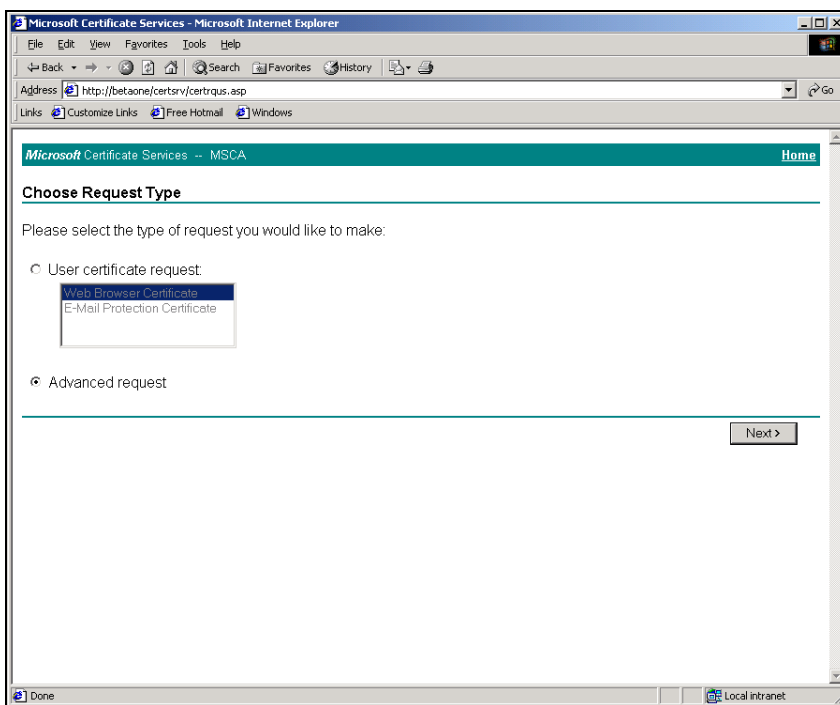 Microsoft Certificate Services - Microsoft Internet Explorer
File Edit View Favorites Tools Help
Back Search Favorites History
Address http://betaone/certsrv/certrqus.asp Go
Links Customize Links Free Hotmail Windows
Microsoft Certificate Services -- MSCA Home
Choose Request Type
Please select the type of request you would like to make:
User certificate request:
Web Browser Certificate
E-Mail Protection Certificate
Advanced request
Next >
Done Local intranet